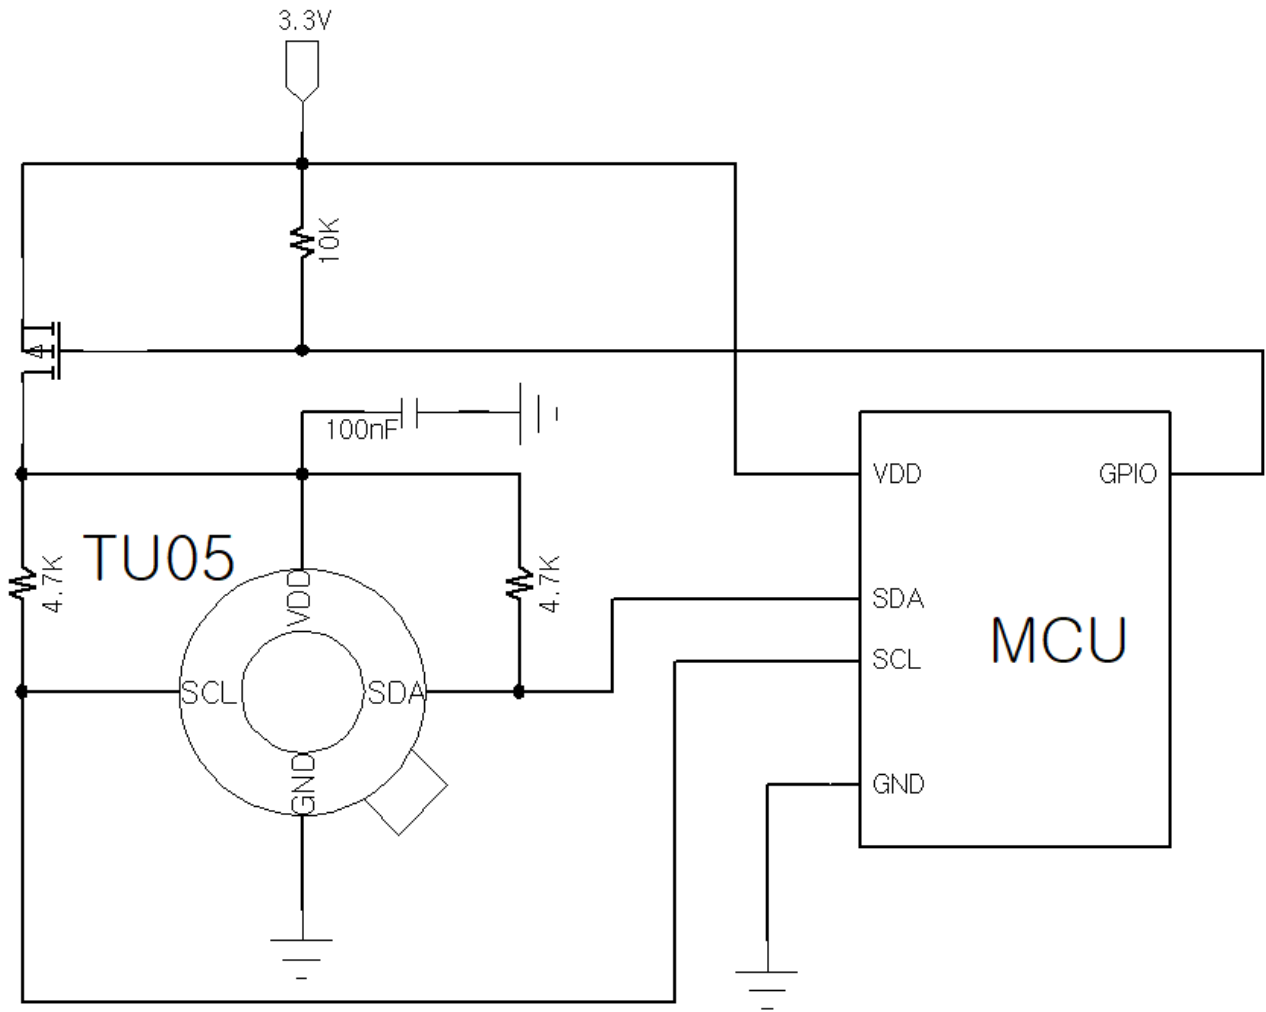 3.3V
10K
100nF
VDD
GPIO
TU05
4.7K
4.7K
VDD
SDA
MCU
SCL
SCL
SDA
GND
GND